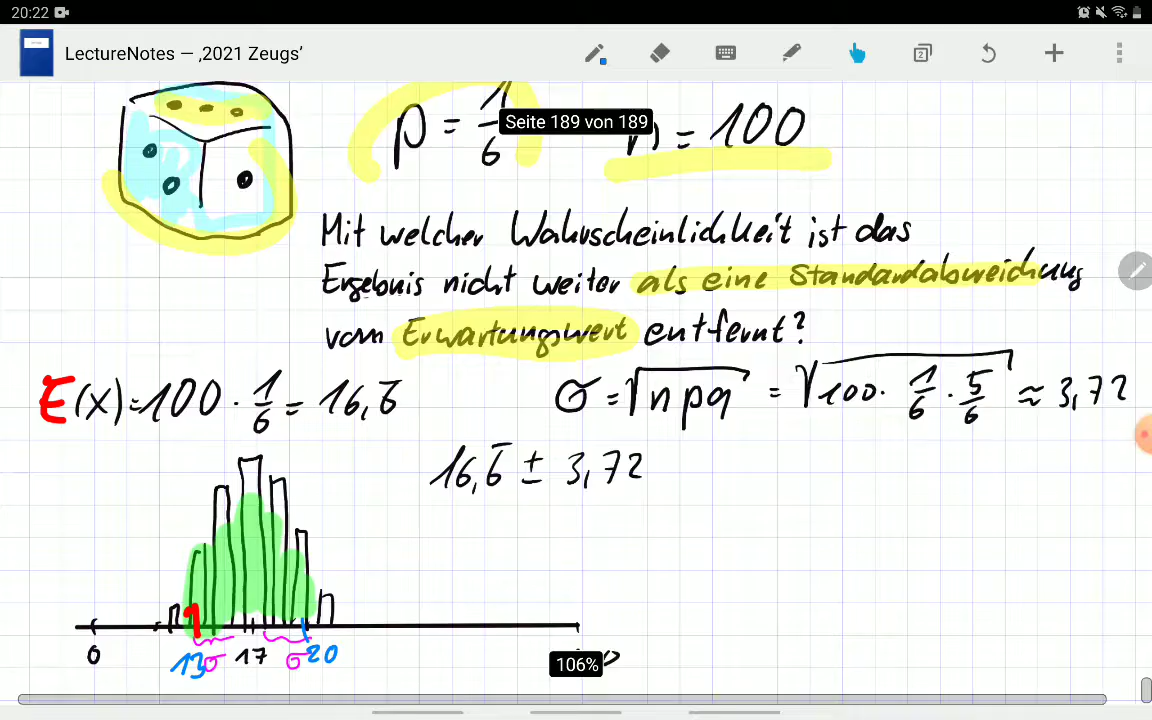 20:22
LectureNotes — ‚2021 Zeugs’
p = 1/6 n = 100
Seite 189 von 189
Mit welcher Wahrscheinlichkeit ist das
Ergebnis nicht weiter als eine Standardabweichung
vom Erwartungswert entfernt?
E(X) = 100 · 1/6 = 16,6̅ σ = √npq = √100 · 1/6 · 5/6 ≈ 3,72
16,6̅ ± 3,72
0 13 σ 17 σ 20
106%